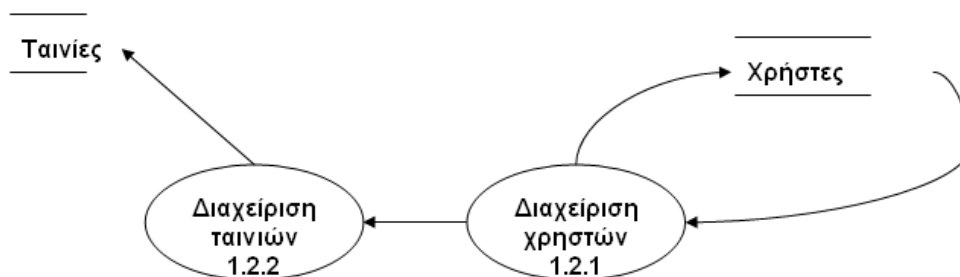 Ταινίες
Χρήστες
Διαχείριση
ταινιών
1.2.2
Διαχείριση
χρηστών
1.2.1